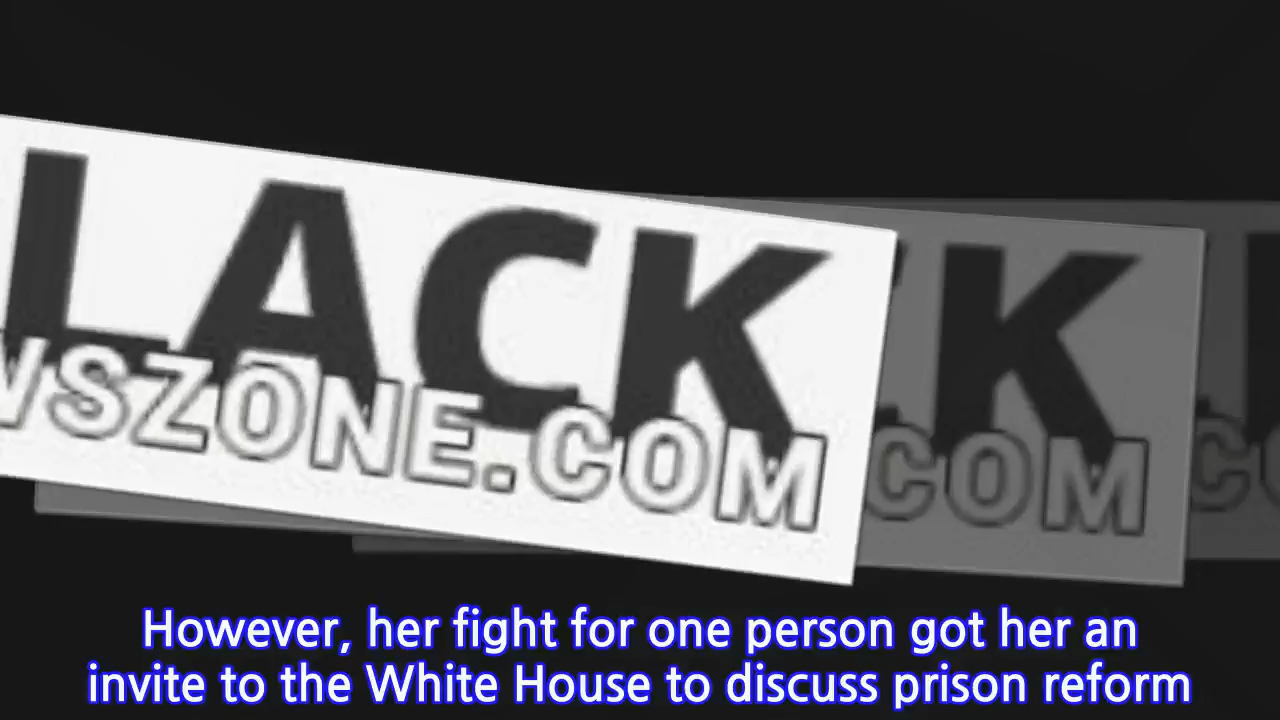 LACK
WSZONE.COM
K
COM
However, her fight for one person got her an
invite to the White House to discuss prison reform